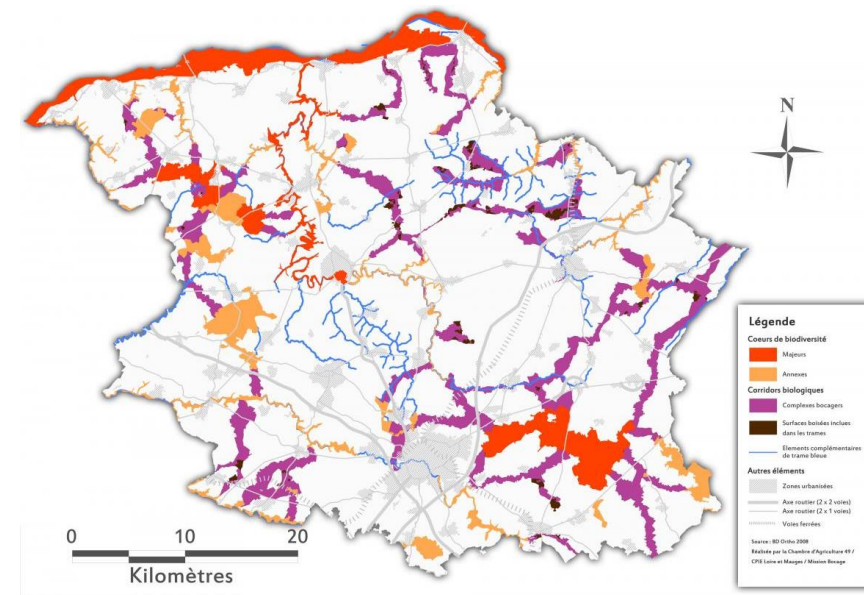 N
Légende
Coeurs de biodiversité
Majeurs
Annexes
Corridors biologiques
Complexes bocagers
Surfaces boisées inclues
dans les trames
Elements complémentaires
de trame bleue
Autres éléments
Zones urbanisées
Axe routier (2 x 2 voies)
Axe routier (2 x 1 voies)
Voies ferrées
Source : BD Ortho 2008
Réalisée par la Chambre d'Agriculture 49 /
CPIE Loire et Mauges / Mission Bocage
0 10 20
Kilomètres